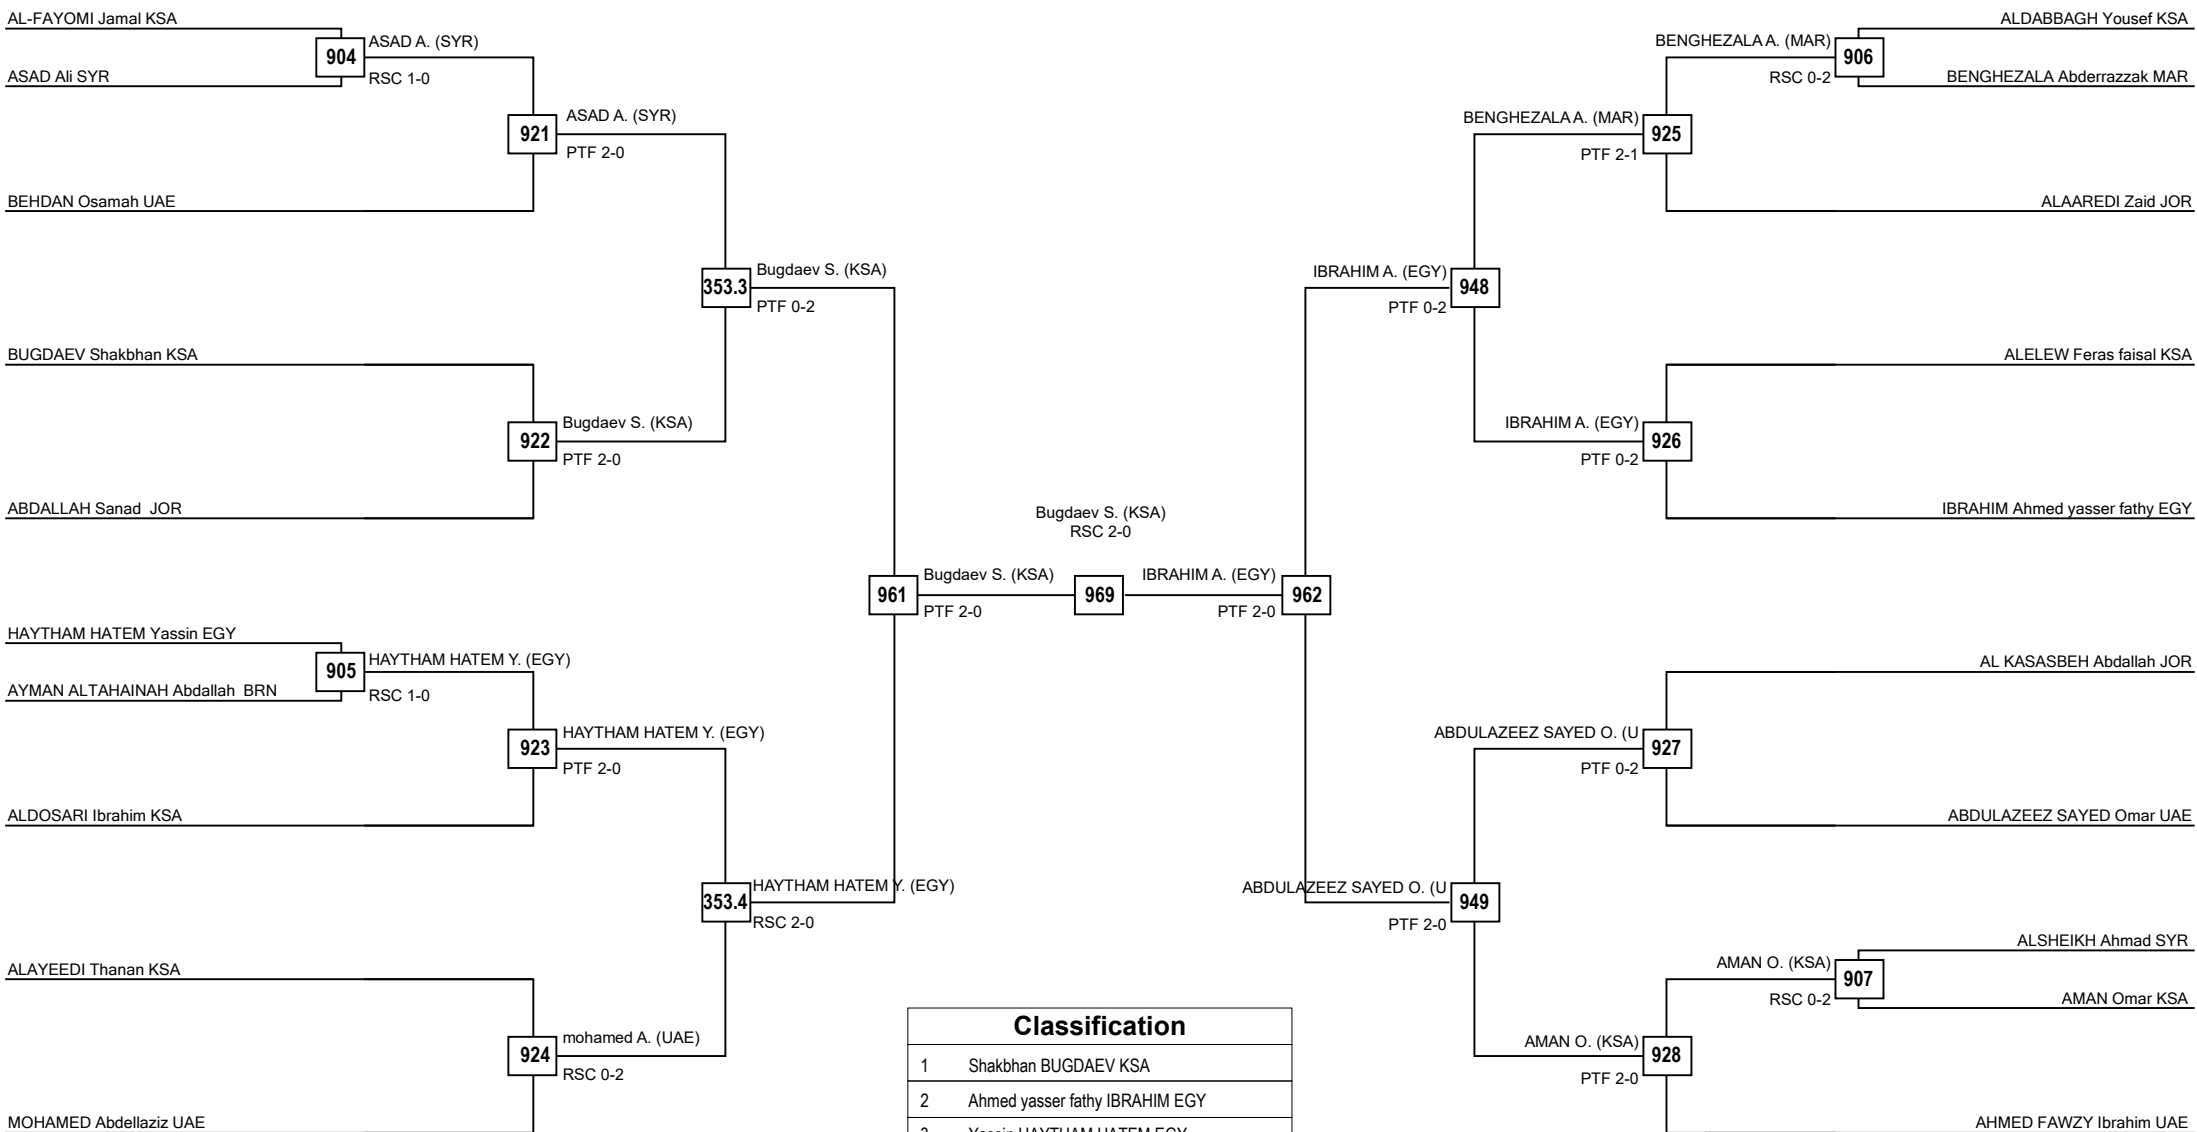 AL-FAYOMI Jamal KSA
904
ASAD A. (SYR)
RSC 1-0
ASAD Ali SYR
921
ASAD A. (SYR)
PTF 2-0
BEHDAN Osamah UAE
353.3
Bugdaev S. (KSA)
PTF 0-2
BUGDAEV Shakbhan KSA
922
Bugdaev S. (KSA)
PTF 2-0
ABDALLAH Sanad JOR
961
Bugdaev S. (KSA)
PTF 2-0
HAYTHAM HATEM Yassin EGY
905
HAYTHAM HATEM Y. (EGY)
RSC 1-0
AYMAN ALTAHAINAH Abdallah BRN
923
HAYTHAM HATEM Y. (EGY)
PTF 2-0
ALDOSARI Ibrahim KSA
353.4
HAYTHAM HATEM Y. (EGY)
RSC 2-0
ALAYEEDI Thanan KSA
924
mohamed A. (UAE)
RSC 0-2
MOHAMED Abdellaziz UAE
Bugdaev S. (KSA)
RSC 2-0
969
ALDABBAGH Yousef KSA
BENGHEZALA A. (MAR)
906
RSC 0-2
BENGHEZALA Abderrazzak MAR
BENGHEZALA A. (MAR)
925
PTF 2-1
ALAAREDI Zaid JOR
IBRAHIM A. (EGY)
948
PTF 0-2
ALELEW Feras faisal KSA
IBRAHIM A. (EGY)
926
PTF 0-2
IBRAHIM Ahmed yasser fathy EGY
IBRAHIM A. (EGY)
962
PTF 2-0
AL KASASBEH Abdallah JOR
ABDULAZEEZ SAYED O. (U
927
PTF 0-2
ABDULAZEEZ SAYED Omar UAE
ABDULAZEEZ SAYED O. (U
949
PTF 2-0
ALSHEIKH Ahmad SYR
AMAN O. (KSA)
907
RSC 0-2
AMAN Omar KSA
AMAN O. (KSA)
928
PTF 2-0
AHMED FAWZY Ibrahim UAE
Classification
1 Shakbhan BUGDAEV KSA
2 Ahmed yasser fathy IBRAHIM EGY
3 Yassin HAYTHAM HATEM EGY